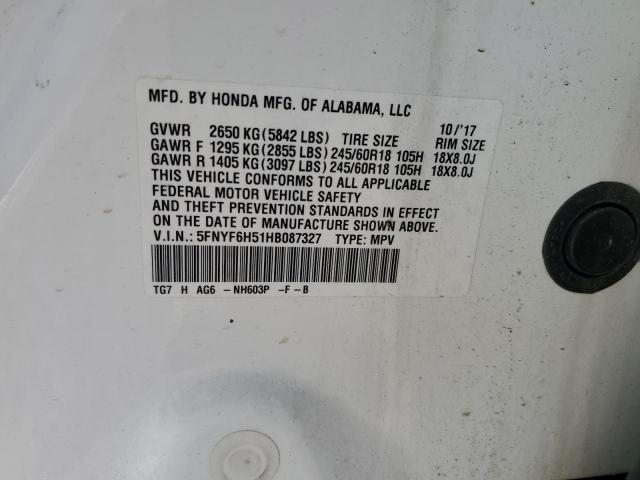 MFD. BY HONDA MFG. OF ALABAMA, LLC 10/'17
GVWR 2650 KG(5842 LBS) TIRE SIZE RIM SIZE
GAWR F 1295 KG(2855 LBS)245/60R18 105H 18X8.0J
GAWR R 1405 KG(3097 LBS)245/60R18 105H 18X8.0J
THIS VEHICLE CONFORMS TO ALL APPLICABLE
FEDERAL MOTOR VEHICLE SAFETY
AND THEFT PREVENTION STANDARDS IN EFFECT
ON THE DATE OF MANUFACTURE SHOWN ABOVE.
V.I.N.: 5FNYF6H51HB087327 TYPE: MPV
TG7 H AG6 -NH603P -F-B